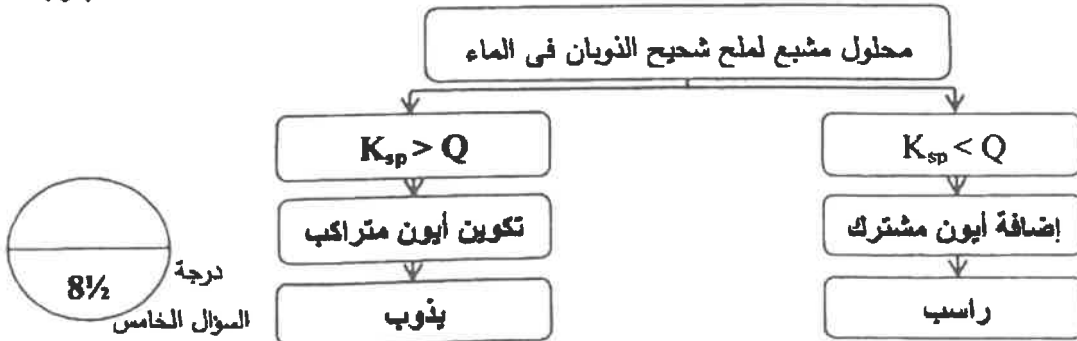 محلول مشبع لملح شحيح الذوبان فى الماء
K_sp < Q
K_sp > Q
إضافة أيون مشترك
تكوين أيون متراكب
راسب
يذوب
8½
درجة
السؤال الخامس